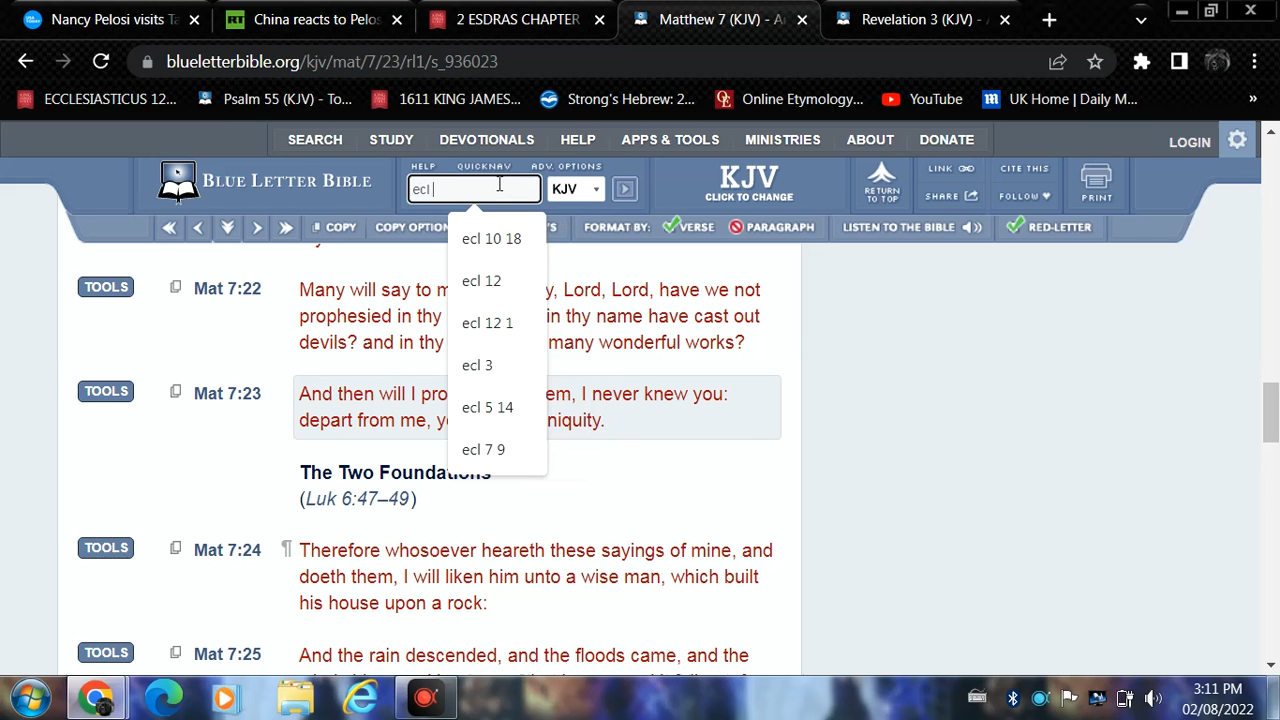 Nancy Pelosi visits Ta
China reacts to Pelos
2 ESDRAS CHAPTER
Matthew 7 (KJV) - A
Revelation 3 (KJV) - A
blueletterbible.org/kjv/mat/7/23/rl1/s_936023
ECCLESIASTICUS 12...
Psalm 55 (KJV) - To...
1611 KING JAMES...
Strong's Hebrew: 2...
Online Etymology...
YouTube
UK Home | Daily M...
SEARCH STUDY DEVOTIONALS HELP APPS & TOOLS MINISTRIES ABOUT DONATE LOGIN
BLUE LETTER BIBLE
HELP QUICKNAV ADV. OPTIONS
ecl
KJV
KJV
CLICK TO CHANGE
RETURN TO TOP
LINK
CITE THIS
SHARE
FOLLOW
PRINT
COPY
COPY OPTION
'S
FORMAT BY: VERSE PARAGRAPH
LISTEN TO THE BIBLE
RED-LETTER
ecl 10 18
ecl 12
ecl 12 1
ecl 3
ecl 5 14
ecl 7 9
TOOLS Mat 7:22 Many will say to m y, Lord, Lord, have we not
prophesied in thy in thy name have cast out
devils? and in thy many wonderful works?
TOOLS Mat 7:23 And then will I pro em, I never knew you:
depart from me, y niquity.
The Two Foundations
(Luk 6:47–49)
TOOLS Mat 7:24 ¶ Therefore whosoever heareth these sayings of mine, and
doeth them, I will liken him unto a wise man, which built
his house upon a rock:
TOOLS Mat 7:25 And the rain descended, and the floods came, and the
3:11 PM
02/08/2022